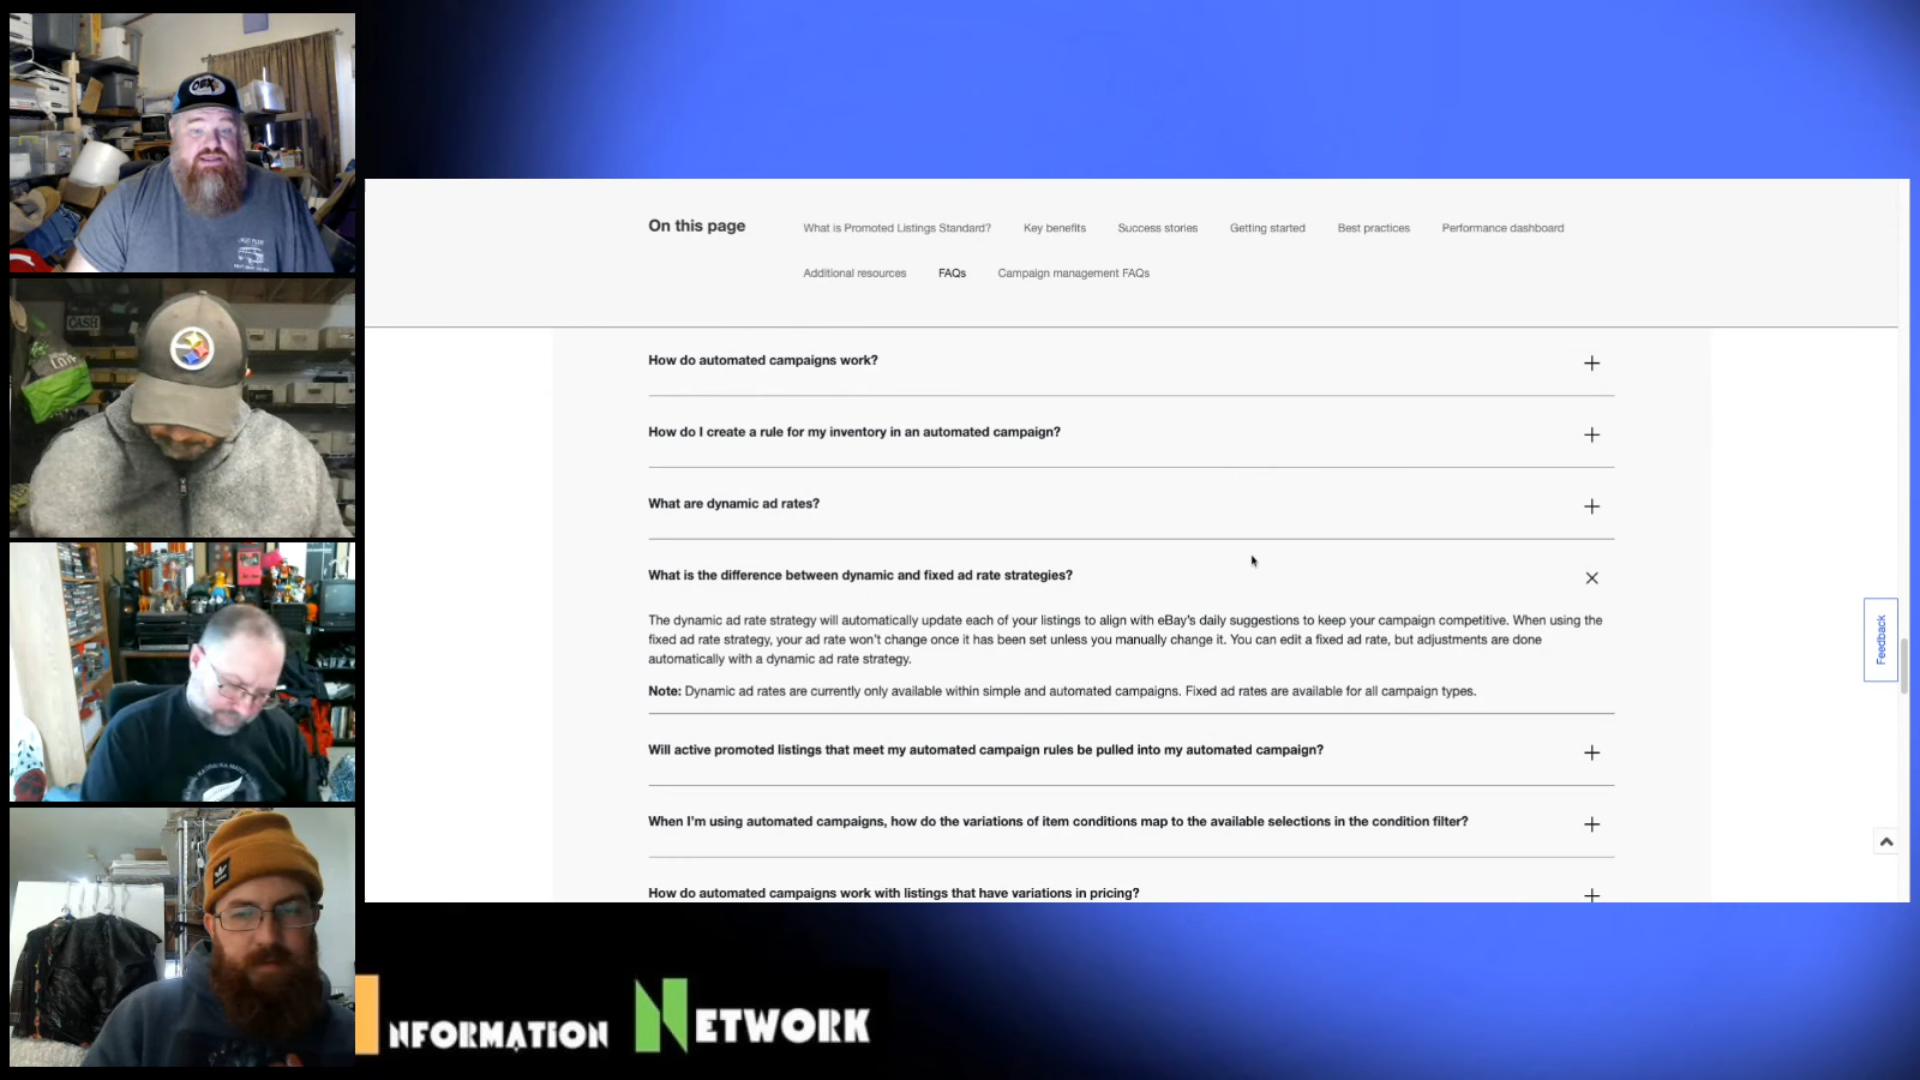 OBX
CASH
On this page
What is Promoted Listings Standard?
Key benefits
Success stories
Getting started
Best practices
Performance dashboard
Additional resources
FAQs
Campaign management FAQs
How do automated campaigns work?
How do I create a rule for my inventory in an automated campaign?
What are dynamic ad rates?
What is the difference between dynamic and fixed ad rate strategies?
The dynamic ad rate strategy will automatically update each of your listings to align with eBay's daily suggestions to keep your campaign competitive. When using the
fixed ad rate strategy, your ad rate won't change once it has been set unless you manually change it. You can edit a fixed ad rate, but adjustments are done
automatically with a dynamic ad rate strategy.
Note: Dynamic ad rates are currently only available within simple and automated campaigns. Fixed ad rates are available for all campaign types.
Will active promoted listings that meet my automated campaign rules be pulled into my automated campaign?
When I'm using automated campaigns, how do the variations of item conditions map to the available selections in the condition filter?
How do automated campaigns work with listings that have variations in pricing?
Feedback
INFORMATION NETWORK